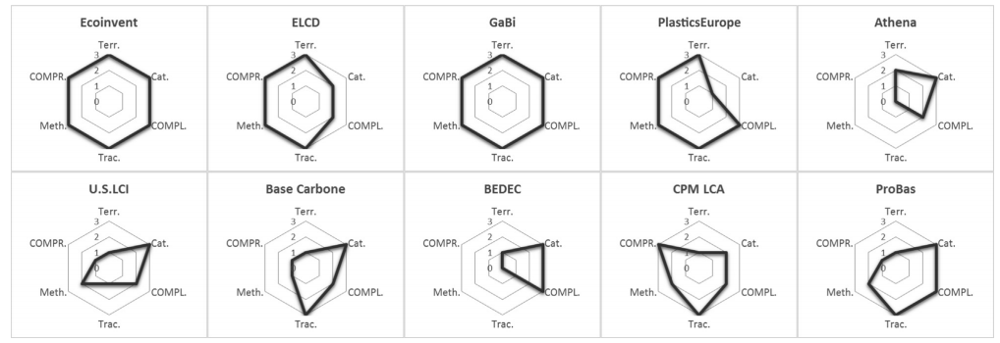 Ecoinvent
Terr.
3
2
1
0
COMPR.
Cat.
Meth.
COMPL.
Trac.
ELCD
Terr.
3
2
1
0
COMPR.
Cat.
Meth.
COMPL.
Trac.
GaBi
Terr.
3
2
1
0
COMPR.
Cat.
Meth.
COMPL.
Trac.
PlasticsEurope
Terr.
3
2
1
0
COMPR.
Cat.
Meth.
COMPL.
Trac.
Athena
Terr.
3
2
1
0
COMPR.
Cat.
Meth.
COMPL.
Trac.
U.S.LCI
Terr.
3
2
1
0
COMPR.
Cat.
Meth.
COMPL.
Trac.
Base Carbone
Terr.
3
2
1
0
COMPR.
Cat.
Meth.
COMPL.
Trac.
BEDEC
Terr.
3
2
1
0
COMPR.
Cat.
Meth.
COMPL.
Trac.
CPM LCA
Terr.
3
2
1
0
COMPR.
Cat.
Meth.
COMPL.
Trac.
ProBas
Terr.
3
2
1
0
COMPR.
Cat.
Meth.
COMPL.
Trac.